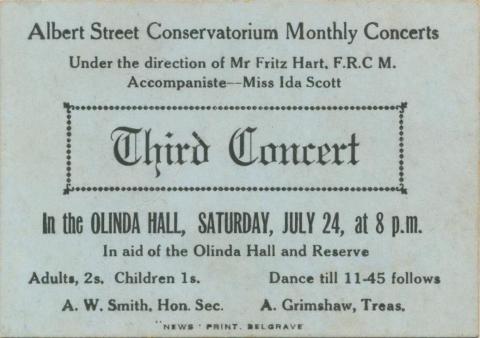 Albert Street Conservatorium Monthly Concerts
Under the direction of Mr Fritz Hart, F.R.C M.
Accompaniste--Miss Ida Scott
Third Concert
In the OLINDA HALL, SATURDAY, JULY 24, at 8 p.m.
In aid of the Olinda Hall and Reserve
Adults, 2s. Children 1s. Dance till 11-45 follows
A. W. Smith, Hon. Sec. A. Grimshaw, Treas.
"NEWS' PRINT. BELGRAVE